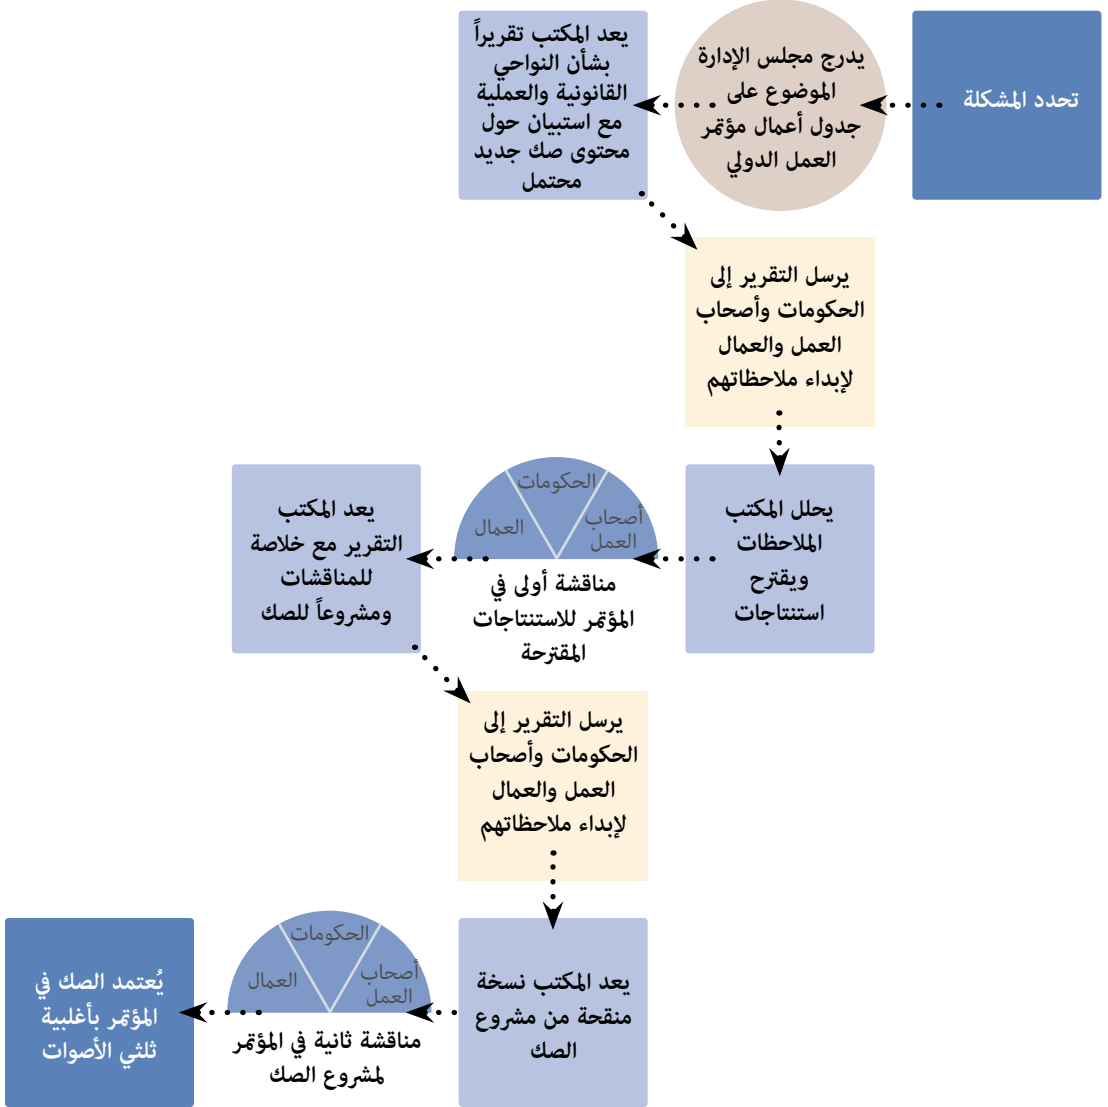 تحدد المشكلة
يدرج مجلس الإدارة
الموضوع على
جدول أعمال مؤتمر
العمل الدولي
يعد المكتب تقريراً
بشأن النواحي
القانونية والعملية
مع استبيان حول
محتوى صك جديد
محتمل
يرسل التقرير إلى
الحكومات وأصحاب
العمل والعمال
لإبداء ملاحظاتهم
يحلل المكتب
الملاحظات
ويقترح
استنتاجات
أصحاب
العمل
الحكومات
العمال
مناقشة أولى في
المؤتمر للاستنتاجات
المقترحة
يعد المكتب
التقرير مع خلاصة
للمناقشات
ومشروعاً للصك
يرسل التقرير إلى
الحكومات وأصحاب
العمل والعمال
لإبداء ملاحظاتهم
يعد المكتب نسخة
منقحة من مشروع
الصك
أصحاب
العمل
الحكومات
العمال
مناقشة ثانية في المؤتمر
لمشروع الصك
يُعتمد الصك في
المؤتمر بأغلبية
ثلثي الأصوات